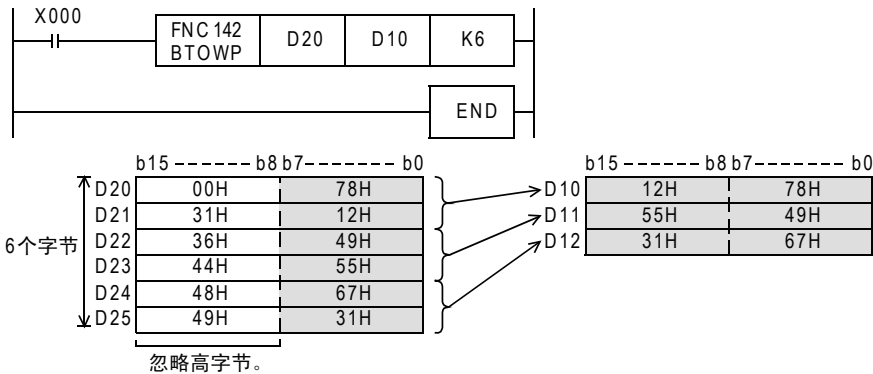 X000
FNC 142
BTOWP D20 D10 K6
END
b15 ------ b8 b7------- b0 b15 ------ b8 b7------- b0
D20 00H 78H D10 12H 78H
D21 31H 12H D11 55H 49H
D22 36H 49H D12 31H 67H
6个字节
D23 44H 55H
D24 48H 67H
D25 49H 31H
忽略高字节。